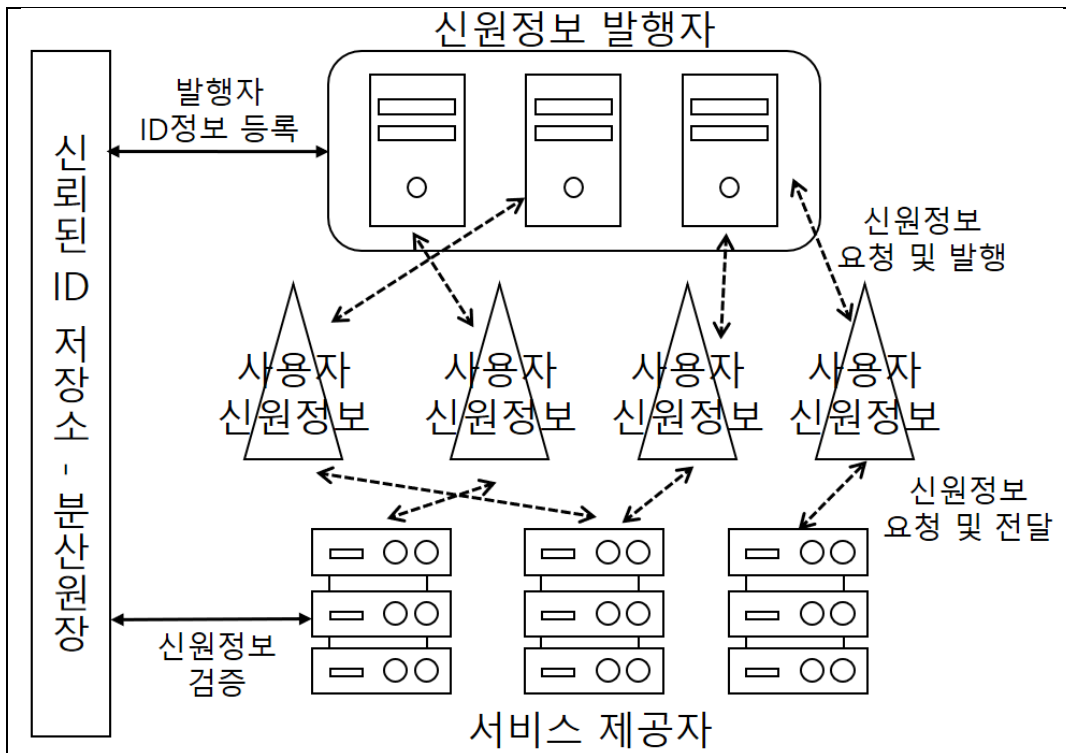 신원정보 발행자
발행자
ID정보 등록
신뢰된 ID 저장소 - 분산원장
신원정보
요청 및 발행
사용자
신원정보
사용자
신원정보
사용자
신원정보
사용자
신원정보
신원정보
요청 및 전달
신원정보
검증
서비스 제공자